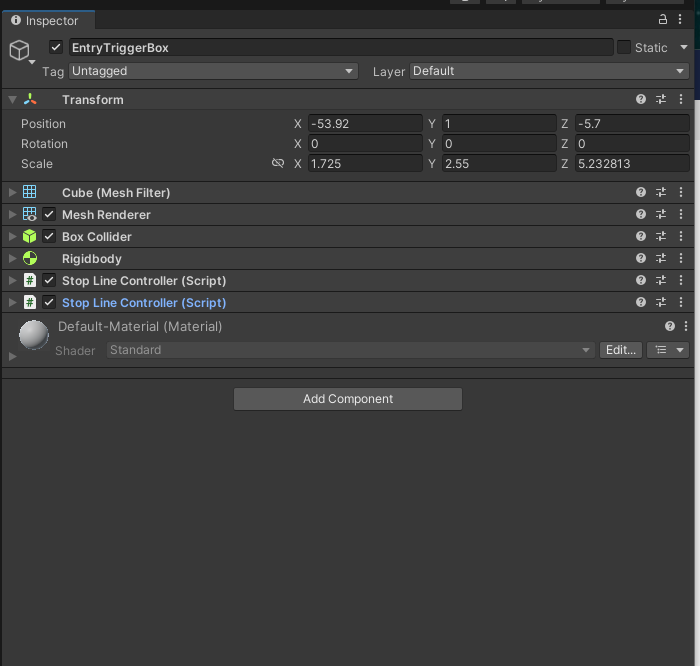 Inspector
EntryTriggerBox Static
Tag Untagged Layer Default
Transform
Position X -53.92 Y 1 Z -5.7
Rotation X 0 Y 0 Z 0
Scale X 1.725 Y 2.55 Z 5.232813
Cube (Mesh Filter)
Mesh Renderer
Box Collider
Rigidbody
# Stop Line Controller (Script)
# Stop Line Controller (Script)
Default-Material (Material)
Shader Standard Edit...
Add Component